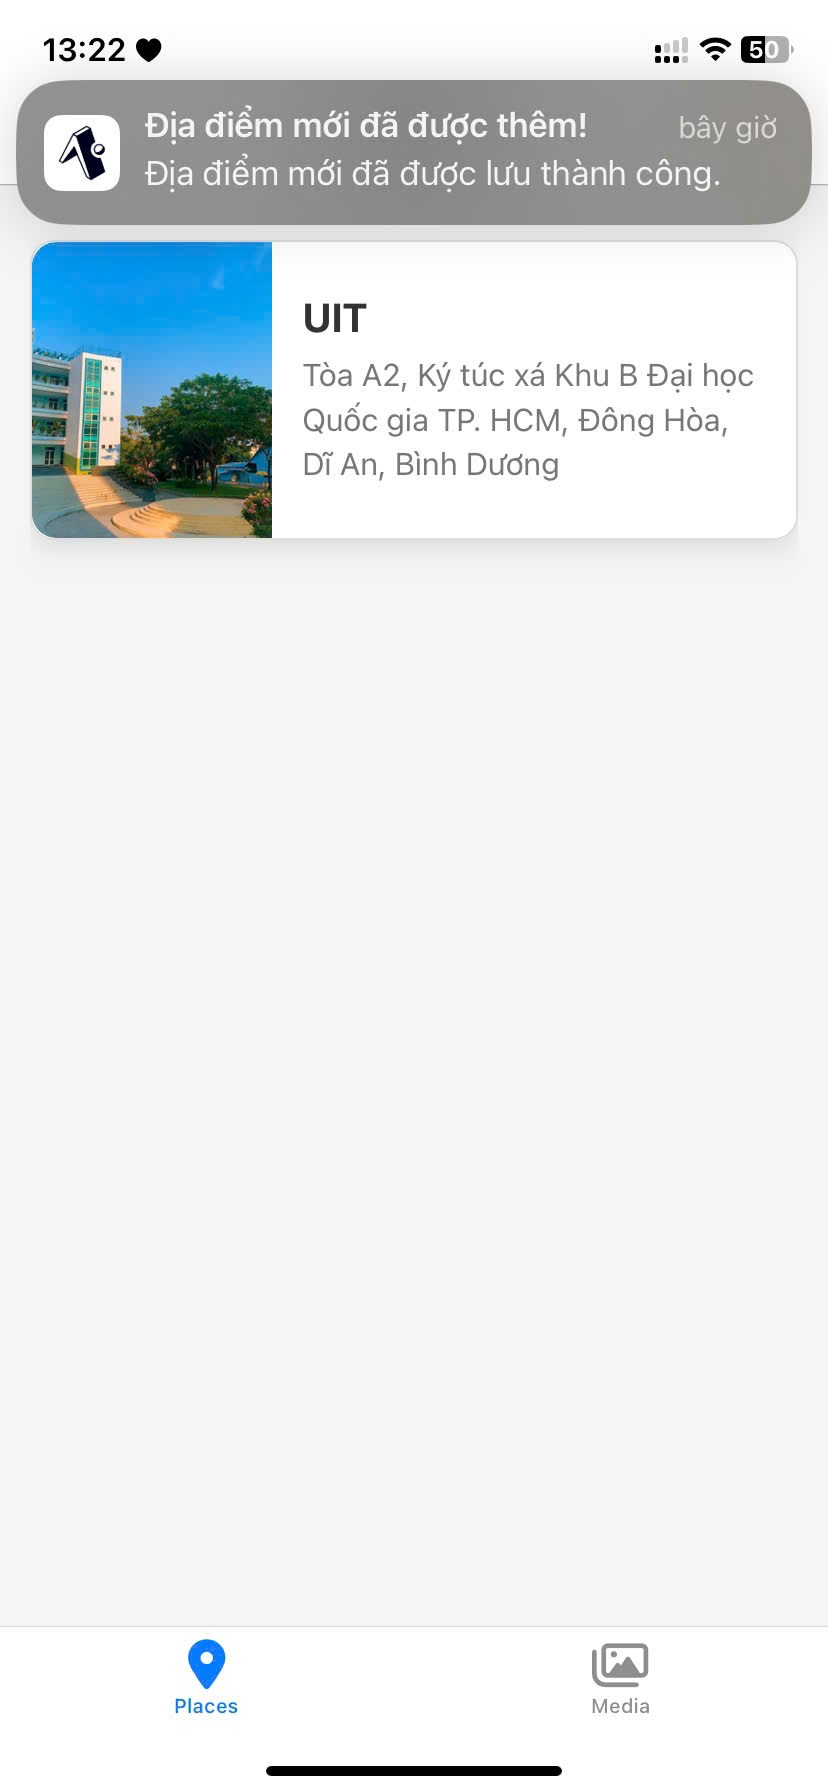 13:22
50
Địa điểm mới đã được thêm!
bây giờ
Địa điểm mới đã được lưu thành công.
UIT
Tòa A2, Ký túc xá Khu B Đại học
Quốc gia TP. HCM, Đông Hòa,
Dĩ An, Bình Dương
Places
Media